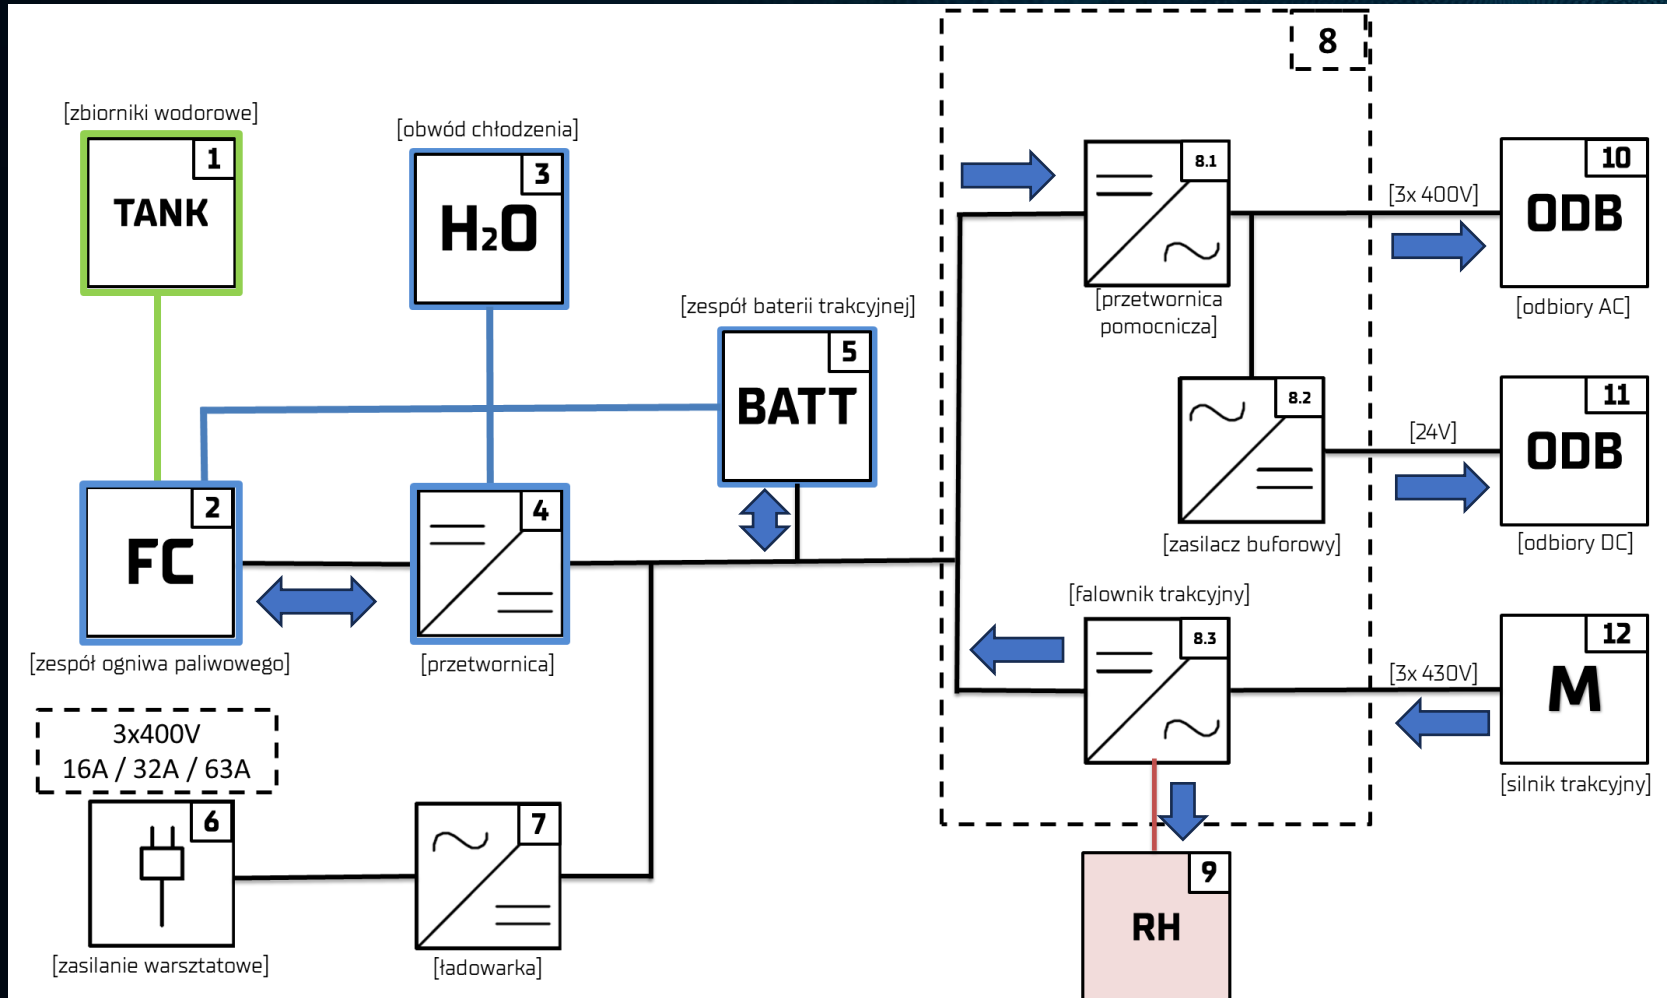 8
[zbiorniki wodorowe]
1
TANK
[obwód chłodzenia]
3
H₂O
8.1
[przetwornica
pomocnicza]
[3x 400V]
10
ODB
[odbiory AC]
[zespół baterii trakcyjnej]
5
BATT
8.2
[zasilacz buforowy]
[24V]
11
ODB
[odbiory DC]
2
FC
[zespół ogniwa paliwowego]
4
[przetwornica]
[falownik trakcyjny]
8.3
[3x 430V]
12
M
[silnik trakcyjny]
3x400V
16A / 32A / 63A
6
[zasilanie warsztatowe]
7
[ładowarka]
9
RH